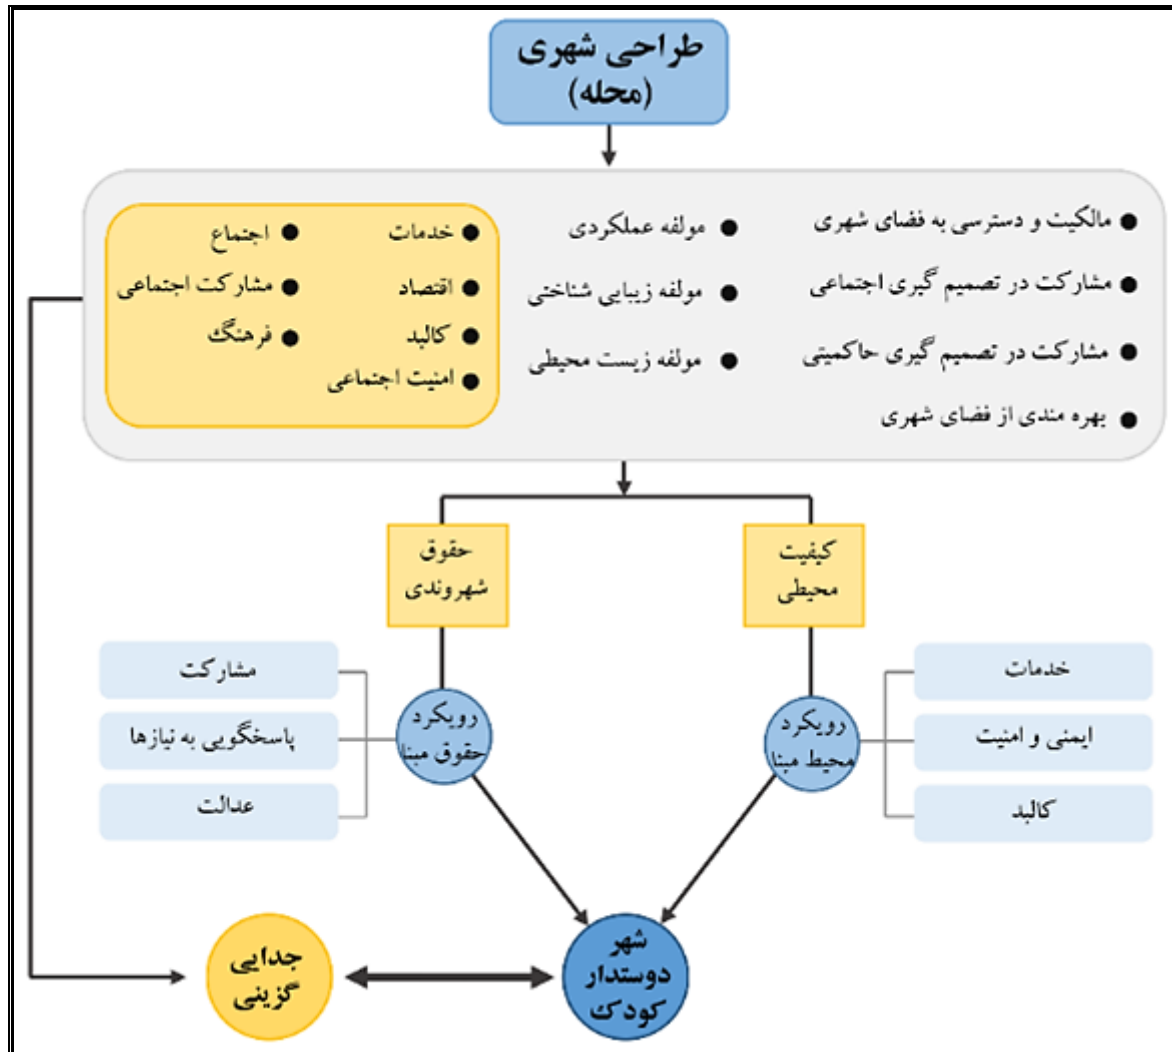 طراحی شهری
(محله)
مالکیت و دسترسی به فضای شهری
مشارکت در تصمیم گیری اجتماعی
مشارکت در تصمیم گیری حاکمیتی
بهره مندی از فضای شهری
مولفه عملکردی
مولفه زیبایی شناختی
مولفه زیست محیطی
خدمات
اقتصاد
کالبد
امنیت اجتماعی
اجتماع
مشارکت اجتماعی
فرهنگ
کیفیت
محیطی
حقوق
شهروندی
خدمات
ایمنی و امنیت
کالبد
رویکرد
محیط مبنا
رویکرد
حقوق مبنا
مشارکت
پاسخگویی به نیازها
عدالت
شهر
دوستدار
کودک
جدایی
گزینی